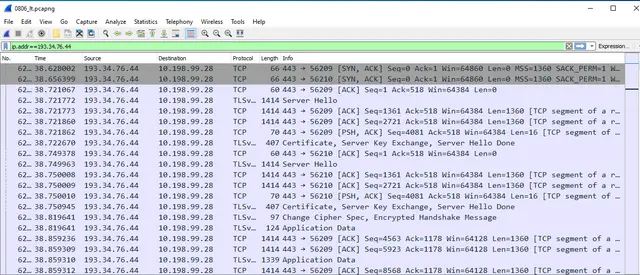 0806_lt.pcapng
File Edit View Go Capture Analyze Statistics Telephony Wireless Tools Help
ip.addr==193.34.76.44 Expression…
No. Time Source Destination Protocol Length Info
62… 38.628002 193.34.76.44 10.198.99.28 TCP 66 443 → 56209 [SYN, ACK] Seq=0 Ack=1 Win=64860 Len=0 MSS=1360 SACK_PERM=1 W…
62… 38.656399 193.34.76.44 10.198.99.28 TCP 66 443 → 56210 [SYN, ACK] Seq=0 Ack=1 Win=64860 Len=0 MSS=1360 SACK_PERM=1 W…
62… 38.721067 193.34.76.44 10.198.99.28 TCP 60 443 → 56209 [ACK] Seq=1 Ack=518 Win=64384 Len=0
62… 38.721772 193.34.76.44 10.198.99.28 TLSv… 1414 Server Hello
62… 38.721773 193.34.76.44 10.198.99.28 TCP 1414 443 → 56209 [ACK] Seq=1361 Ack=518 Win=64384 Len=1360 [TCP segment of a r…
62… 38.721860 193.34.76.44 10.198.99.28 TCP 1414 443 → 56209 [ACK] Seq=2721 Ack=518 Win=64384 Len=1360 [TCP segment of a r…
62… 38.721862 193.34.76.44 10.198.99.28 TCP 70 443 → 56209 [PSH, ACK] Seq=4081 Ack=518 Win=64384 Len=16 [TCP segment of …
62… 38.722670 193.34.76.44 10.198.99.28 TLSv… 407 Certificate, Server Key Exchange, Server Hello Done
62… 38.749378 193.34.76.44 10.198.99.28 TCP 60 443 → 56210 [ACK] Seq=1 Ack=518 Win=64384 Len=0
62… 38.749963 193.34.76.44 10.198.99.28 TLSv… 1414 Server Hello
62… 38.750008 193.34.76.44 10.198.99.28 TCP 1414 443 → 56210 [ACK] Seq=1361 Ack=518 Win=64384 Len=1360 [TCP segment of a r…
62… 38.750009 193.34.76.44 10.198.99.28 TCP 1414 443 → 56210 [ACK] Seq=2721 Ack=518 Win=64384 Len=1360 [TCP segment of a r…
62… 38.750010 193.34.76.44 10.198.99.28 TCP 70 443 → 56210 [PSH, ACK] Seq=4081 Ack=518 Win=64384 Len=16 [TCP segment of …
62… 38.750945 193.34.76.44 10.198.99.28 TLSv… 407 Certificate, Server Key Exchange, Server Hello Done
62… 38.819641 193.34.76.44 10.198.99.28 TLSv… 97 Change Cipher Spec, Encrypted Handshake Message
62… 38.819641 193.34.76.44 10.198.99.28 TLSv… 124 Application Data
62… 38.859236 193.34.76.44 10.198.99.28 TCP 1414 443 → 56209 [ACK] Seq=4563 Ack=1178 Win=64128 Len=1360 [TCP segment of a …
62… 38.859309 193.34.76.44 10.198.99.28 TCP 1414 443 → 56209 [ACK] Seq=5923 Ack=1178 Win=64128 Len=1360 [TCP segment of a …
62… 38.859310 193.34.76.44 10.198.99.28 TLSv… 1339 Application Data
62… 38.859312 193.34.76.44 10.198.99.28 TCP 1414 443 → 56209 [ACK] Seq=8568 Ack=1178 Win=64128 Len=1360 [TCP segment of a …